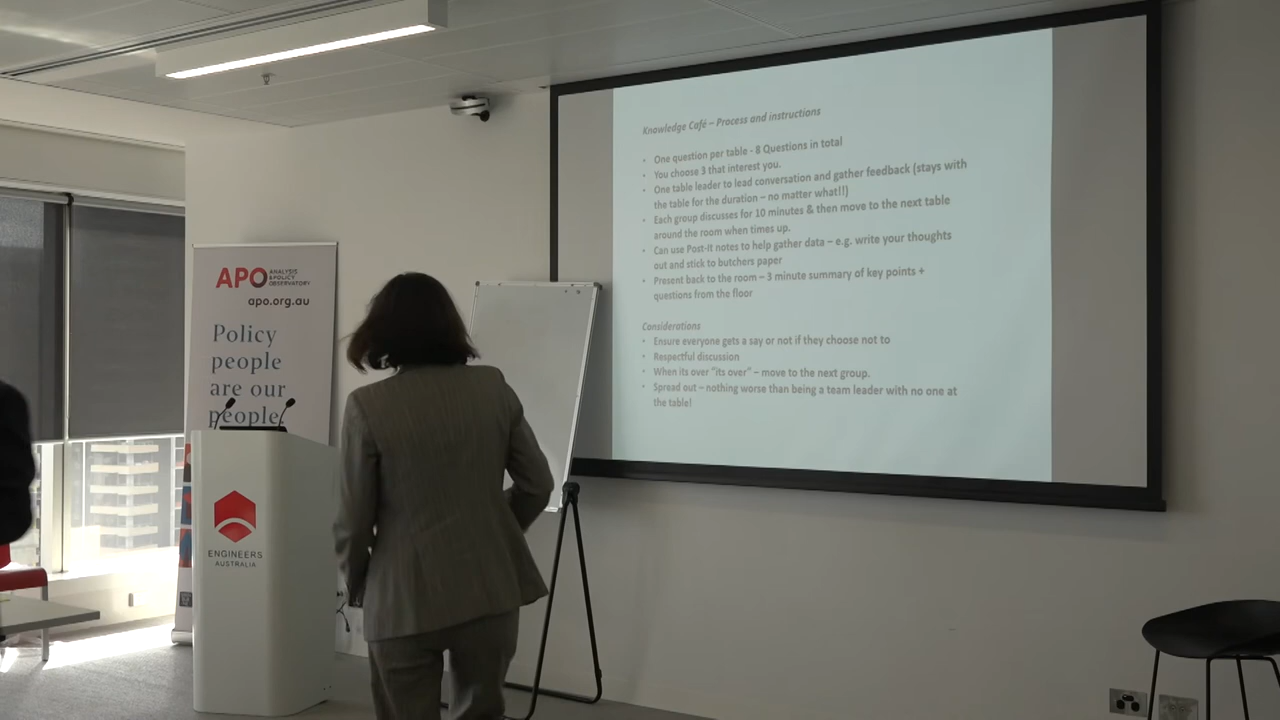 Knowledge Café – Process and instructions
• One question per table - 8 Questions in total
• You choose 3 that interest you.
• One table leader to lead conversation and gather feedback (stays with
the table for the duration – no matter what!!)
• Each group discusses for 10 minutes & then move to the next table
around the room when times up.
• Can use Post-it notes to help gather data – e.g. write your thoughts
out and stick to butchers paper
• Present back to the room – 3 minute summary of key points +
questions from the floor
Considerations
• Ensure everyone gets a say or not if they choose not to
• Respectful discussion
• When its over "its over" – move to the next group.
• Spread out – nothing worse than being a team leader with no one at
the table!
APO ANALYSIS
&POLICY
OBSERVATORY
apo.org.au
Policy
people
are our
people.
ENGINEERS
AUSTRALIA